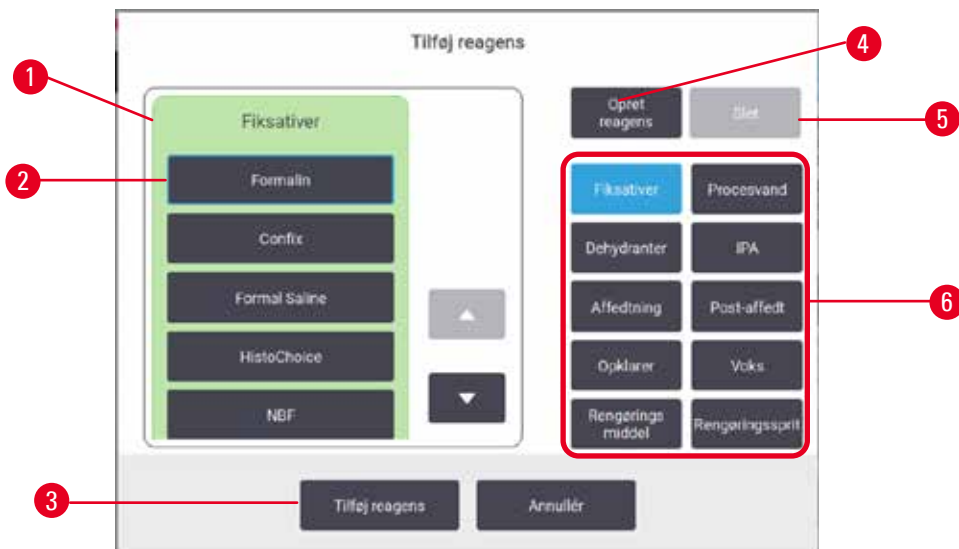 Tilføj reagens
4
1
Fiksativer
Opret
reagens
Slet
5
2
Formalin
Fiksativer
Procesvand
Confix
Dehydranter
IPA
Formal Saline
Affedtning
Post-affedt
6
HistoChoice
Opklarer
Voks
NBF
Rengørings
middel
Rengøringssprit
3
Tilføj reagens
Annullér